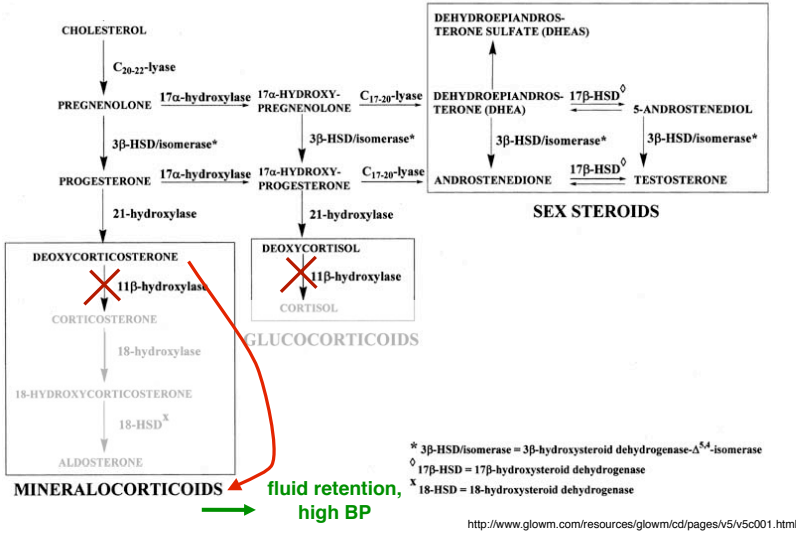 CHOLESTEROL
C20-22-lyase
PREGNENOLONE
17α-hydroxylase
17α-HYDROXY-
PREGNENOLONE
C17-20-lyase
DEHYDROEPIANDROS-
TERONE SULFATE (DHEAS)
DEHYDROEPIANDROS-
TERONE (DHEA)
17β-HSD◊
5-ANDROSTENEDIOL
3β-HSD/isomerase*
3β-HSD/isomerase*
3β-HSD/isomerase*
3β-HSD/isomerase*
PROGESTERONE
17α-hydroxylase
17α-HYDROXY-
PROGESTERONE
C17-20-lyase
ANDROSTENEDIONE
17β-HSD◊
TESTOSTERONE
SEX STEROIDS
21-hydroxylase
21-hydroxylase
DEOXYCORTICOSTERONE
11β-hydroxylase
CORTICOSTERONE
18-hydroxylase
18-HYDROXYCORTICOSTERONE
18-HSDx
ALDOSTERONE
MINERALOCORTICOIDS
DEOXYCORTISOL
11β-hydroxylase
CORTISOL
GLUCOCORTICOIDS
fluid retention,
high BP
* 3β-HSD/isomerase = 3β-hydroxysteroid dehydrogenase-Δ5,4-isomerase
◊ 17β-HSD = 17β-hydroxysteroid dehydrogenase
x 18-HSD = 18-hydroxysteroid dehydrogenase
http://www.glowm.com/resources/glowm/cd/pages/v5/v5c001.html